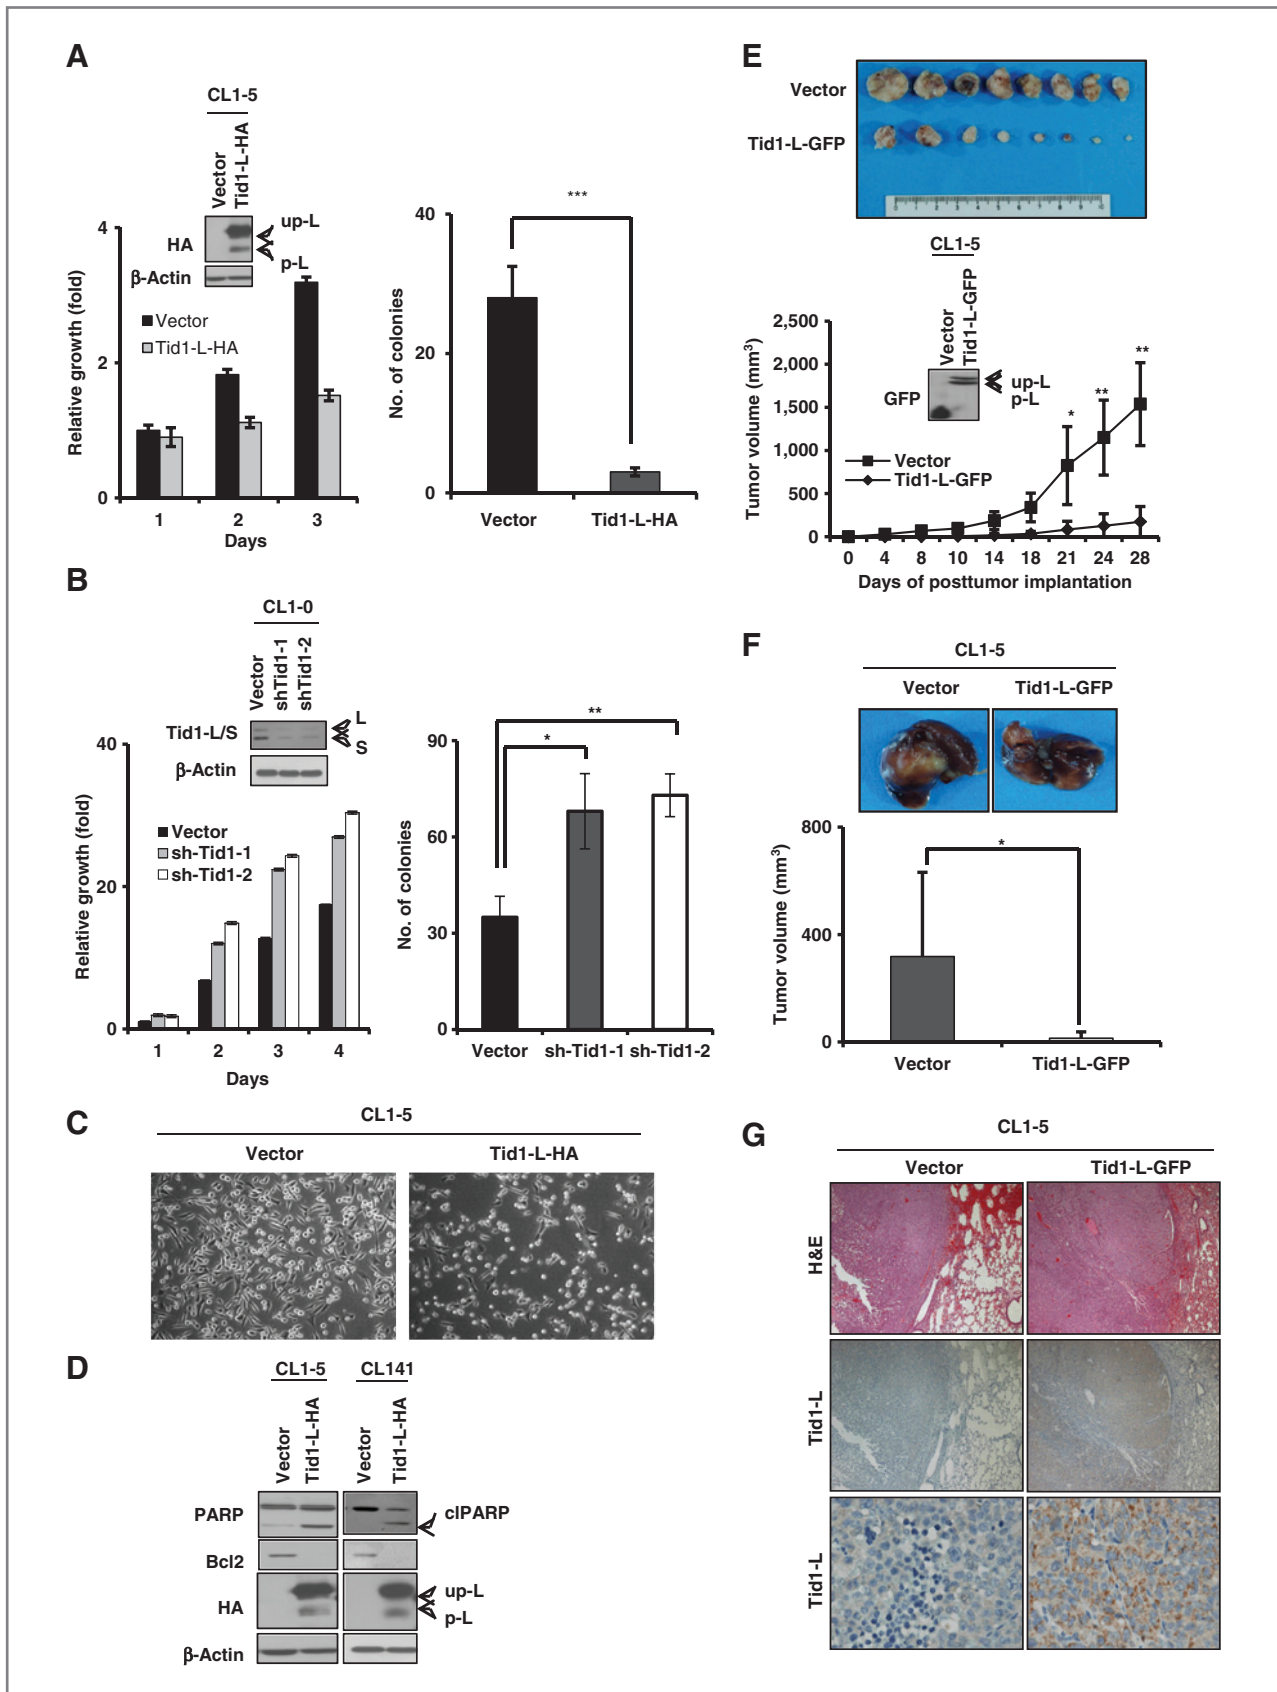 A
CL1-5
Vector
Tid1-L-HA
HA
up-L
p-L
β-Actin
Relative growth (fold)
4
2
0
Vector
Tid1-L-HA
1 2 3
Days
No. of colonies
40
20
0
***
Vector Tid1-L-HA
B
CL1-0
Vector
shTid1-1
shTid1-2
Tid1-L/S
L
S
β-Actin
Relative growth (fold)
40
20
0
Vector
sh-Tid1-1
sh-Tid1-2
1 2 3 4
Days
No. of colonies
90
60
30
0
*
**
Vector sh-Tid1-1 sh-Tid1-2
C
CL1-5
Vector Tid1-L-HA
D
CL1-5 CL141
Vector
Tid1-L-HA
Vector
Tid1-L-HA
PARP
clPARP
Bcl2
HA
up-L
p-L
β-Actin
E
Vector
Tid1-L-GFP
CL1-5
Vector
Tid1-L-GFP
GFP
up-L
p-L
Tumor volume (mm³)
2,500
2,000
1,500
1,000
500
0
Vector
Tid1-L-GFP
*
**
**
0 4 8 10 14 18 21 24 28
Days of posttumor implantation
F
CL1-5
Vector Tid1-L-GFP
Tumor volume (mm³)
800
400
0
*
Vector Tid1-L-GFP
G
CL1-5
Vector Tid1-L-GFP
H&E
Tid1-L
Tid1-L